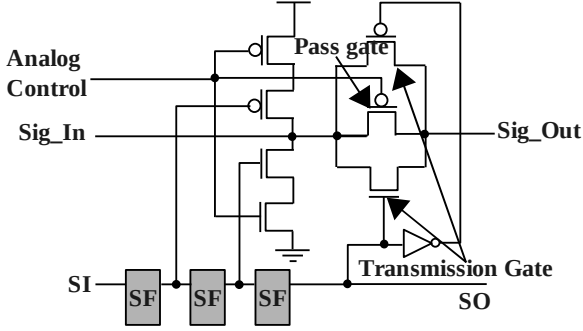 Pass gate
Analog
Control
Sig_In
Sig_Out
Transmission Gate
SI
SF
SF
SF
SO